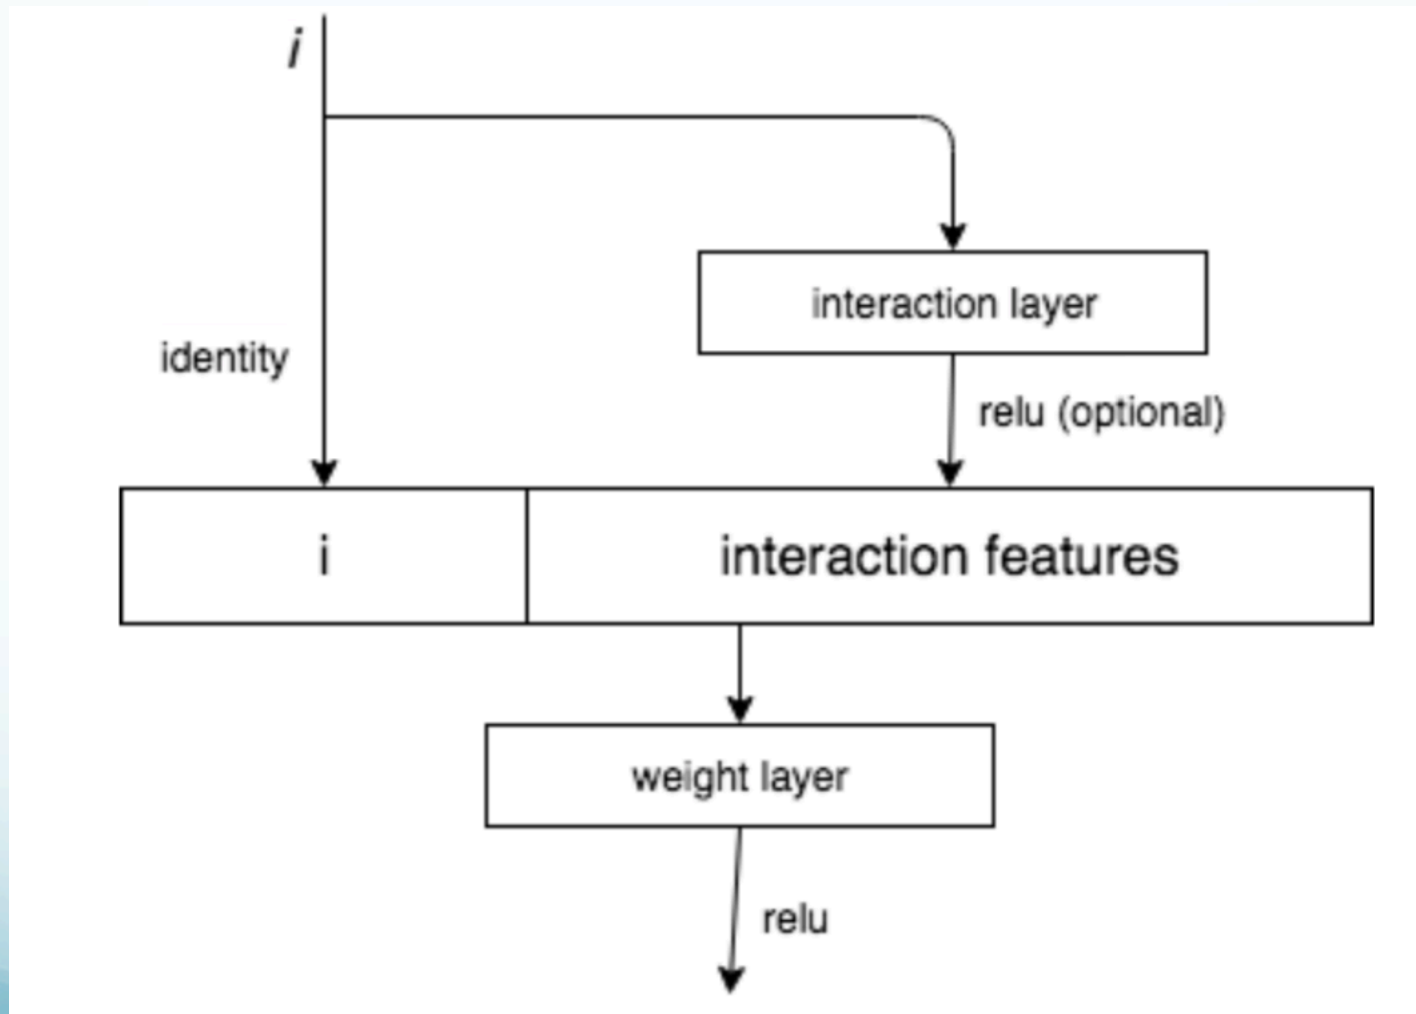 i
interaction layer
identity
relu (optional)
i
interaction features
weight layer
relu